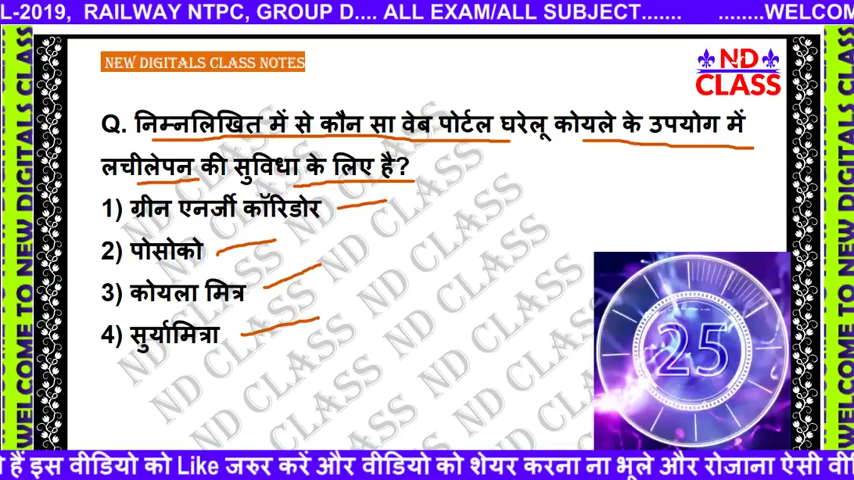 L-2019, RAILWAY NTPC, GROUP D.... ALL EXAM/ALL SUBJECT....... ........WELCOM
NEW DIGITALS CLASS NOTES
ND
CLASS
Q. निम्नलिखित में से कौन सा वेब पोर्टल घरेलू कोयले के उपयोग में
लचीलेपन की सुविधा के लिए है?
1) ग्रीन एनर्जी कॉरिडोर
2) पोसोको
3) कोयला मित्र
4) सुर्यामित्रा
25
ND CLASS
WELCOME TO NEW DIGITALS CLASS
WELCOME TO NEW DIGITALS CLASS
हैं इस वीडियो को Like जरुर करें और वीडियो को शेयर करना ना भूले और रोजाना ऐसी